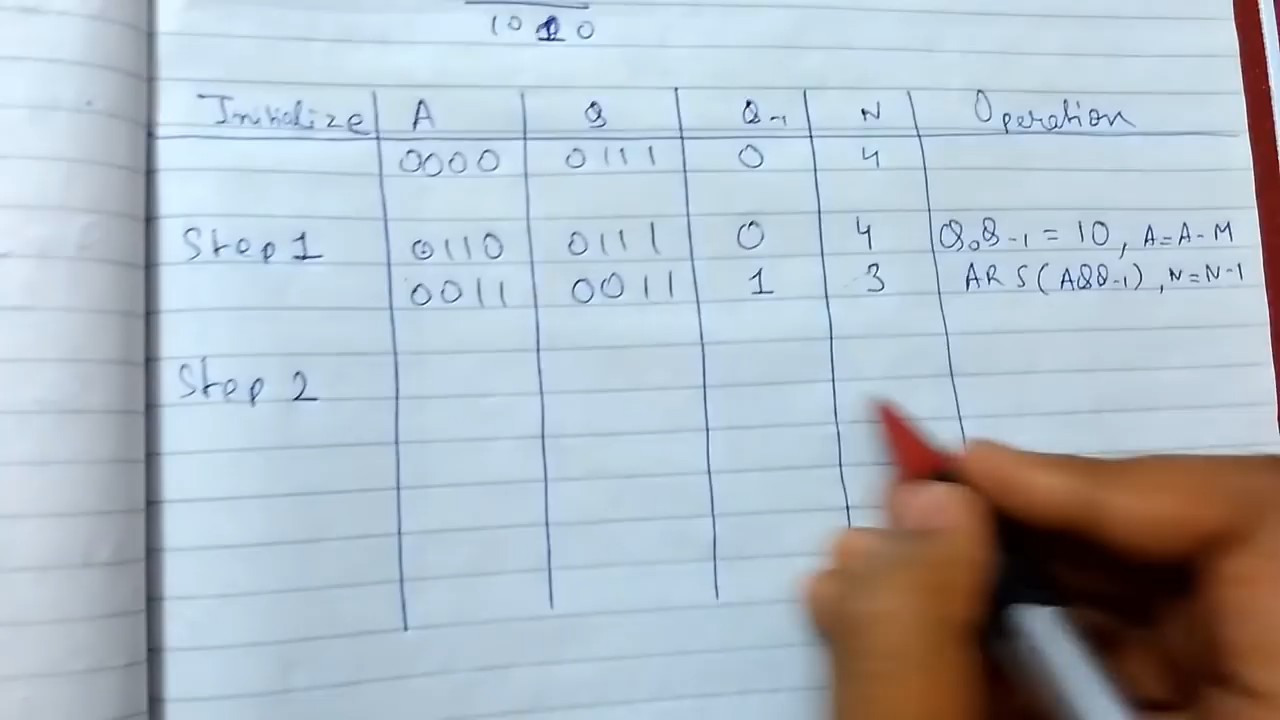 1010
Initialize A Q Q-1 N Operation
0000 0111 0 4
Step 1 0110 0111 0 4 Q0Q-1 = 10, A=A-M
0011 0011 1 3 ARS(AQQ-1), N=N-1
Step 2